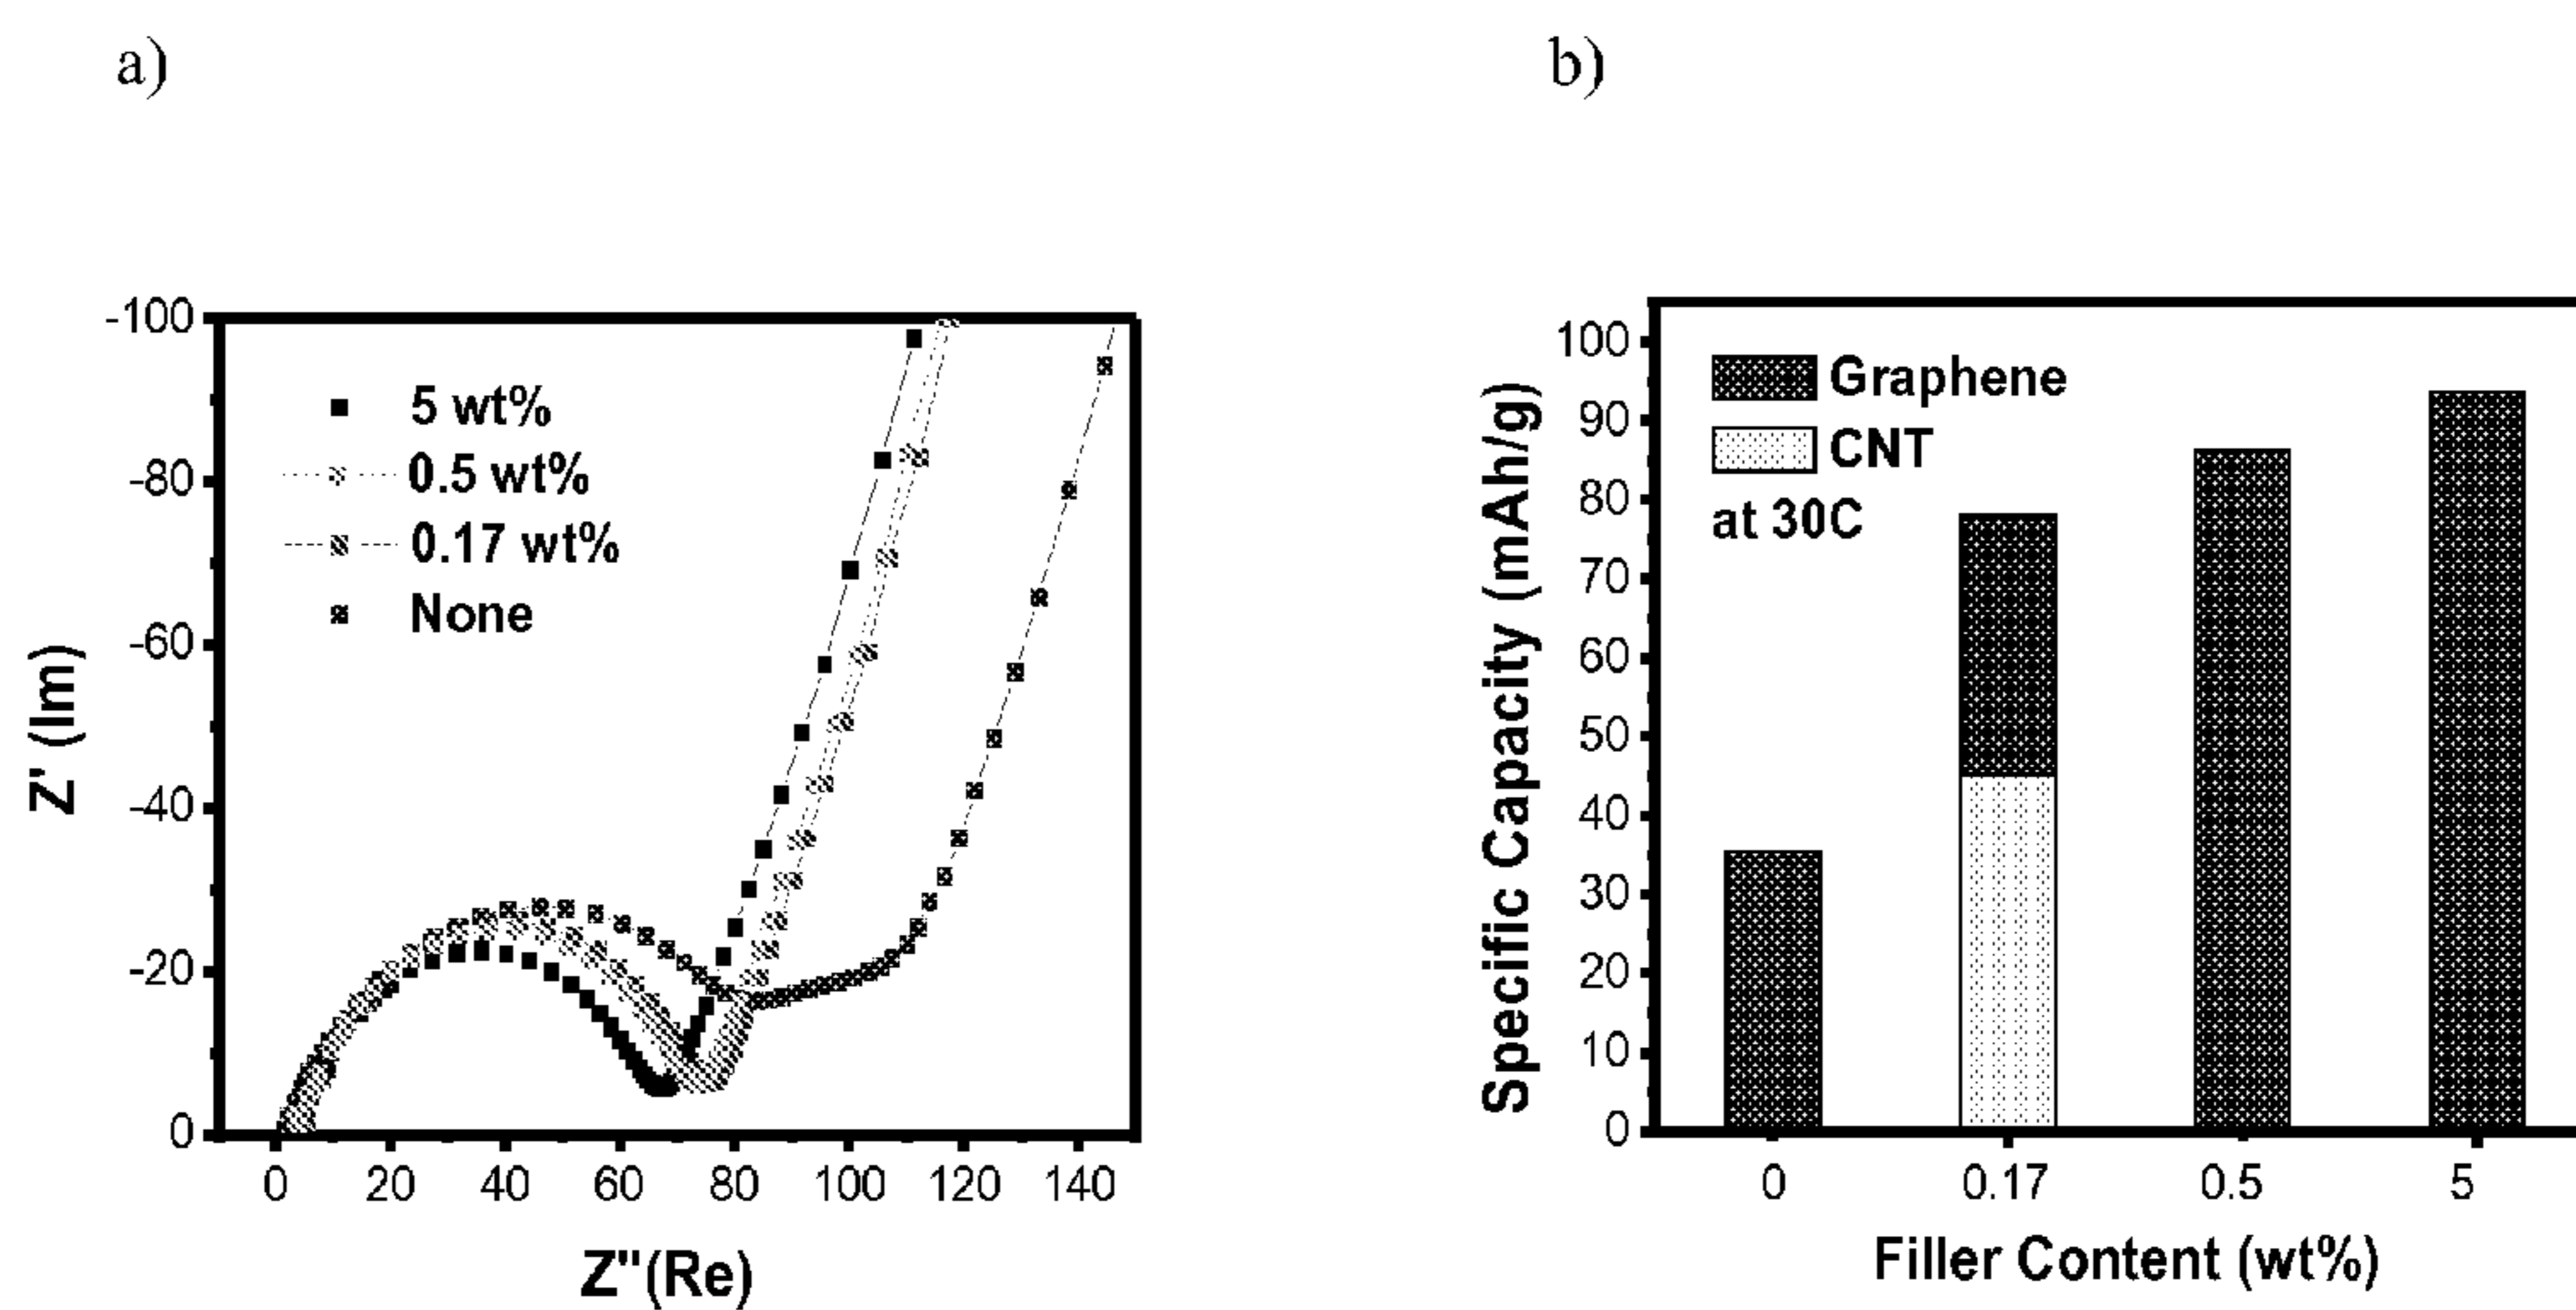 a)
b)
-100
-80
-60
-40
-20
0
Z' (Im)
5 wt%
0.5 wt%
0.17 wt%
None
0 20 40 60 80 100 120 140
Z"(Re)
100
90
80
70
60
50
40
30
20
10
0
Specific Capacity (mAh/g)
Graphene
CNT
at 30C
0 0.17 0.5 5
Filler Content (wt%)